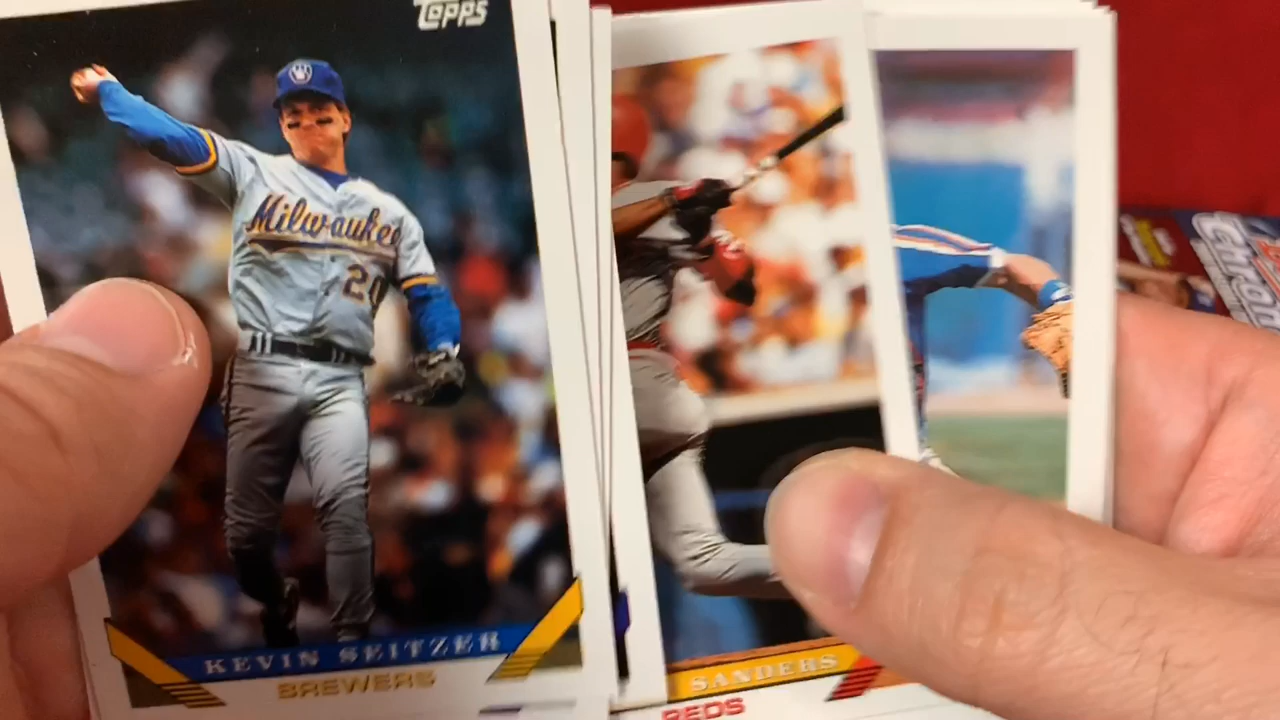 Topps
Milwaukee
20
KEVIN SEITZER
BREWERS
SANDERS
REDS